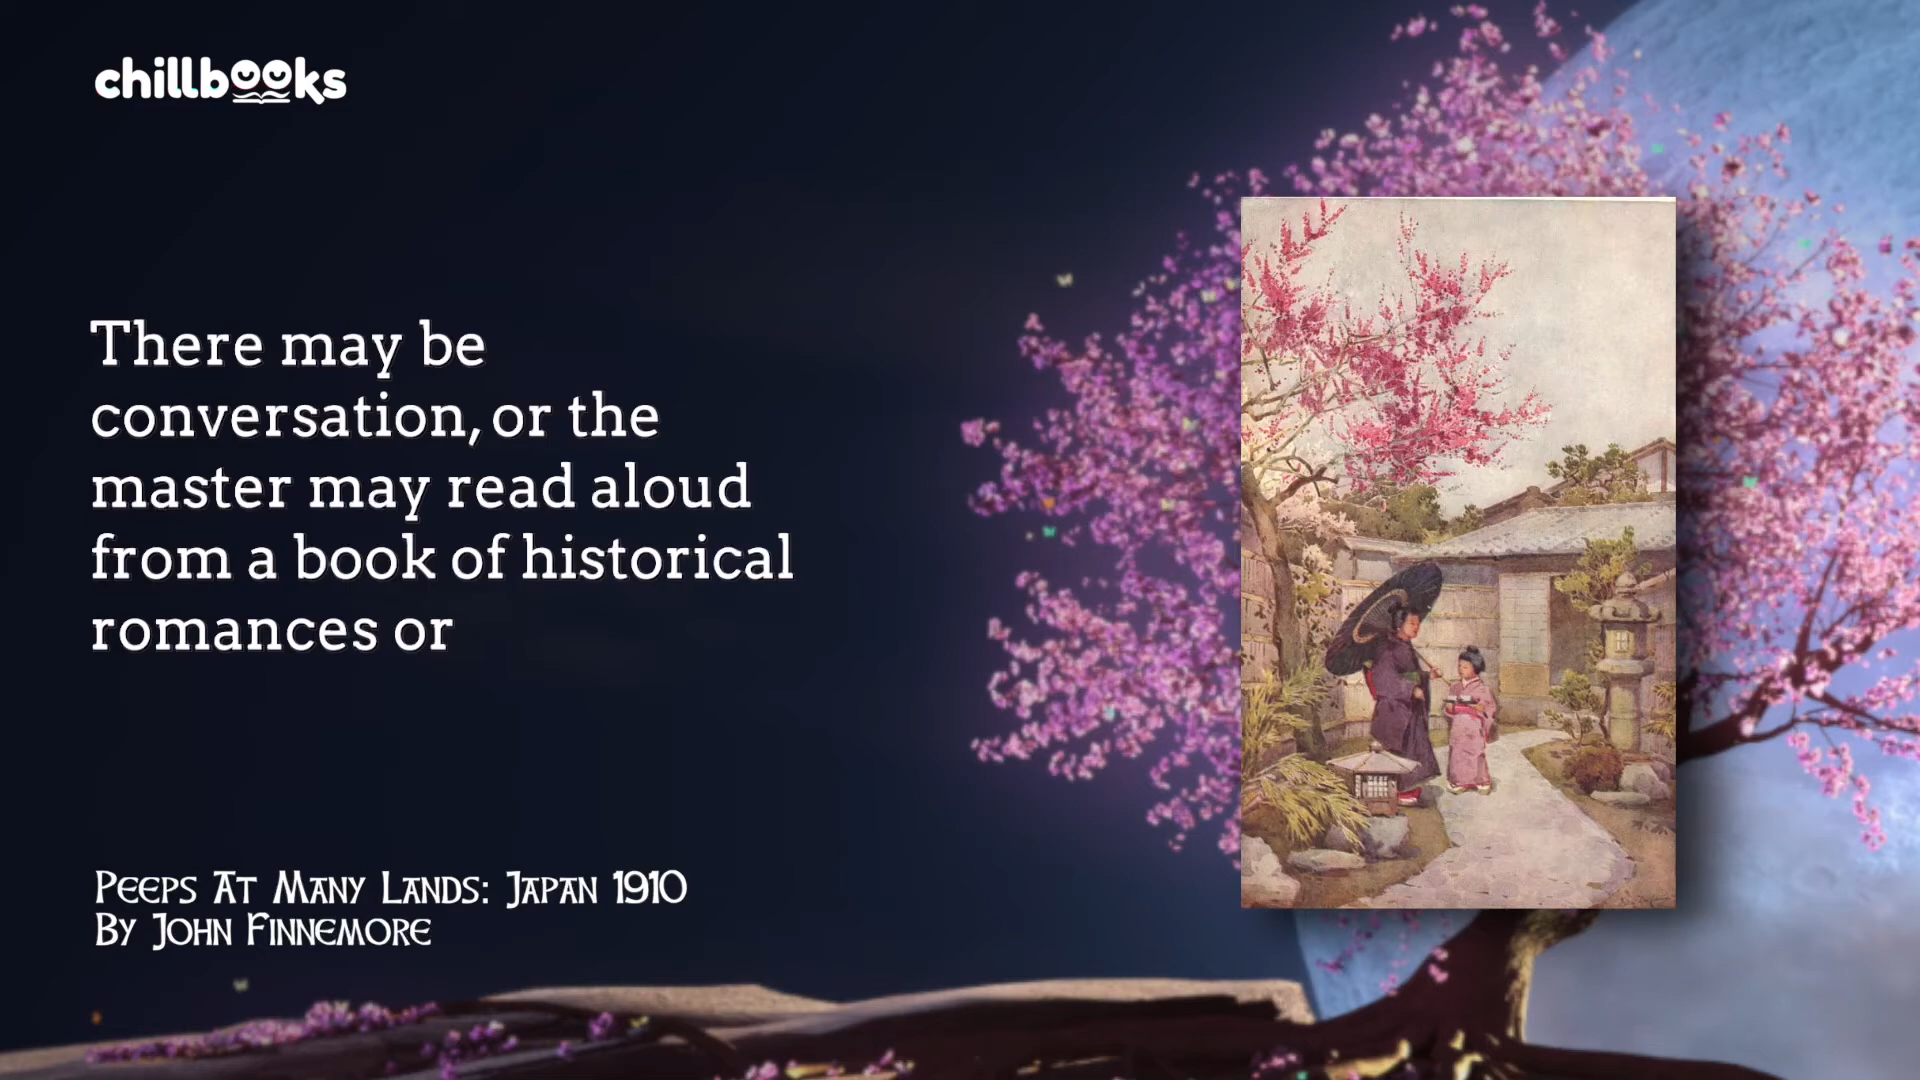 chillbooks
There may be
conversation, or the
master may read aloud
from a book of historical
romances or
Peeps At Many Lands: Japan 1910
By John Finnemore